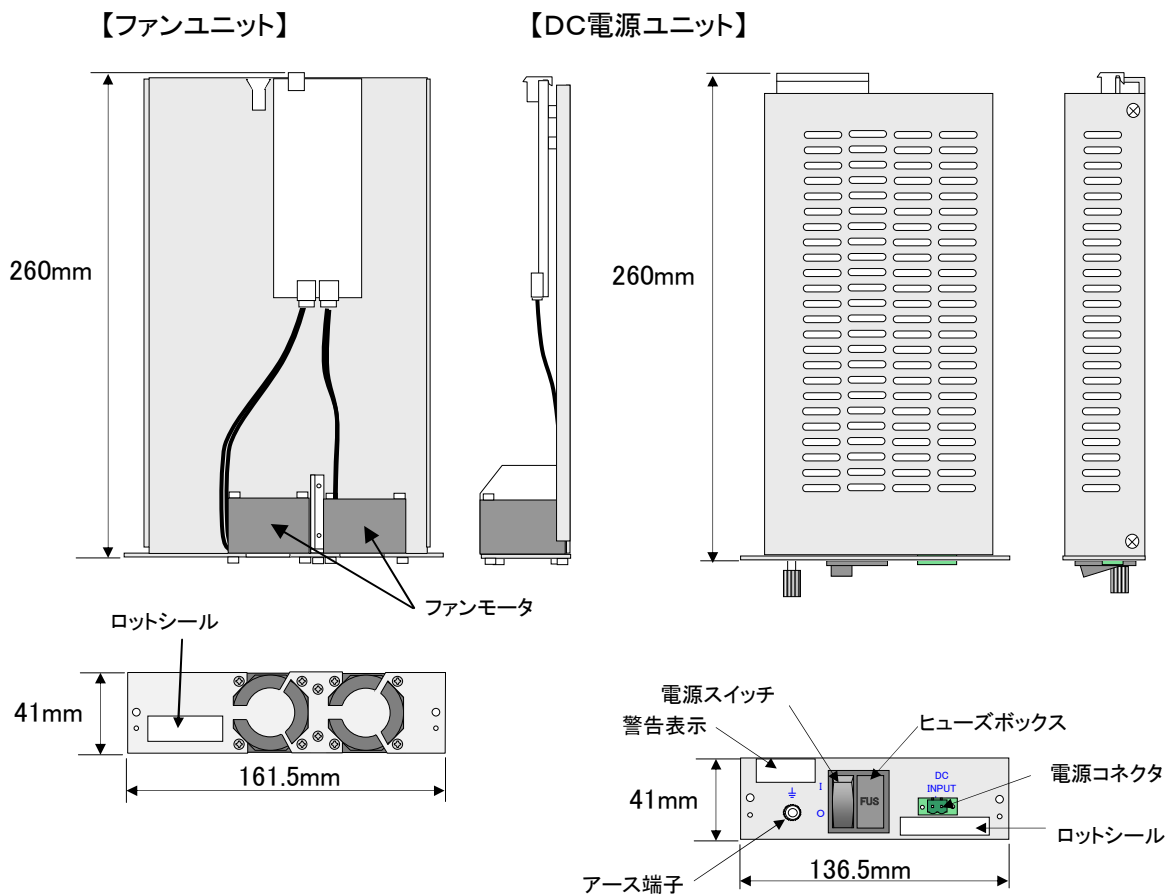 【ファンユニット】
【DC電源ユニット】
260mm
260mm
ファンモータ
ロットシール
41mm
161.5mm
電源スイッチ
警告表示
ヒューズボックス
電源コネクタ
DC
INPUT
I
O
FUS
41mm
ロットシール
アース端子
136.5mm